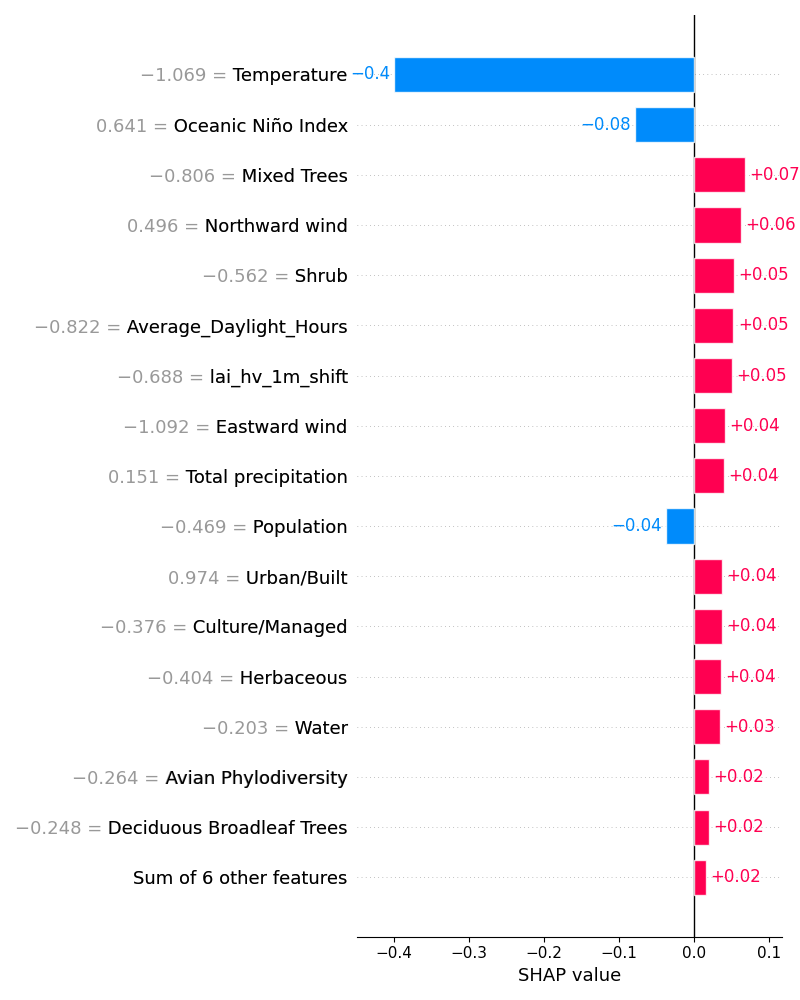 −1.069 = Temperature −0.4
0.641 = Oceanic Niño Index −0.08
−0.806 = Mixed Trees +0.07
0.496 = Northward wind +0.06
−0.562 = Shrub +0.05
−0.822 = Average_Daylight_Hours +0.05
−0.688 = lai_hv_1m_shift +0.05
−1.092 = Eastward wind +0.04
0.151 = Total precipitation +0.04
−0.469 = Population −0.04
0.974 = Urban/Built +0.04
−0.376 = Culture/Managed +0.04
−0.404 = Herbaceous +0.04
−0.203 = Water +0.03
−0.264 = Avian Phylodiversity +0.02
−0.248 = Deciduous Broadleaf Trees +0.02
Sum of 6 other features +0.02
−0.4 −0.3 −0.2 −0.1 0.0 0.1
SHAP value